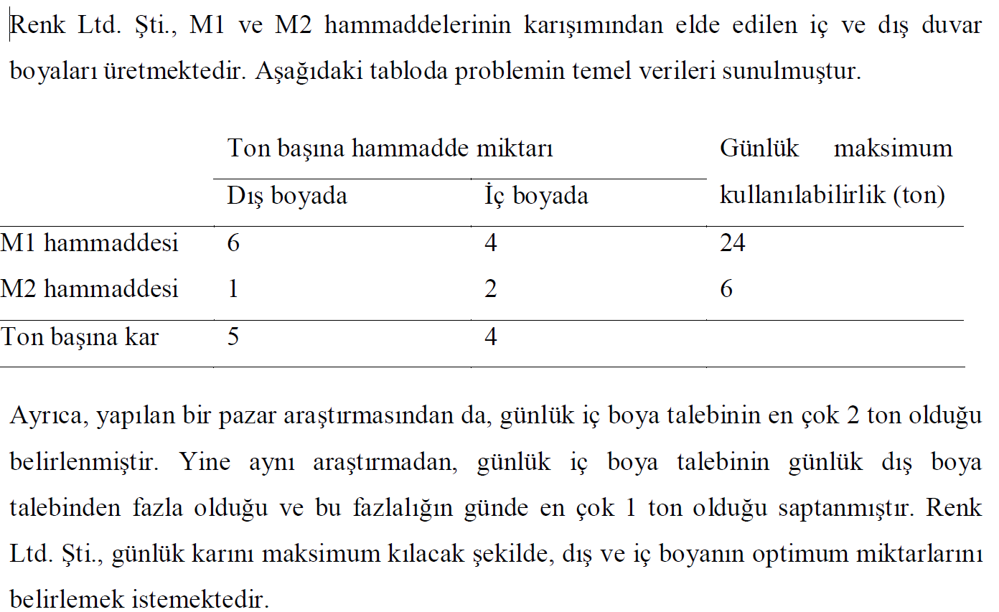 Renk Ltd. Şti., M1 ve M2 hammaddelerinin karışımından elde edilen iç ve dış duvar
boyaları üretmektedir. Aşağıdaki tabloda problemin temel verileri sunulmuştur.
Ton başına hammadde miktarı Günlük maksimum
Dış boyada İç boyada kullanılabilirlik (ton)
M1 hammaddesi 6 4 24
M2 hammaddesi 1 2 6
Ton başına kar 5 4
Ayrıca, yapılan bir pazar araştırmasından da, günlük iç boya talebinin en çok 2 ton olduğu
belirlenmiştir. Yine aynı araştırmadan, günlük iç boya talebinin günlük dış boya
talebinden fazla olduğu ve bu fazlalığın günde en çok 1 ton olduğu saptanmıştır. Renk
Ltd. Şti., günlük karını maksimum kılacak şekilde, dış ve iç boyanın optimum miktarlarını
belirlemek istemektedir.